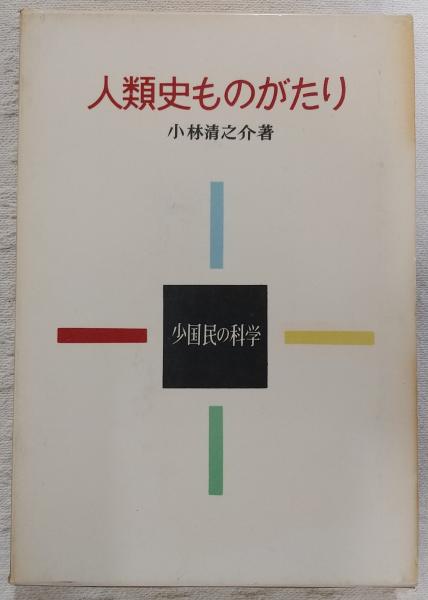 人類史ものがたり
小林清之介著
少国民の科学